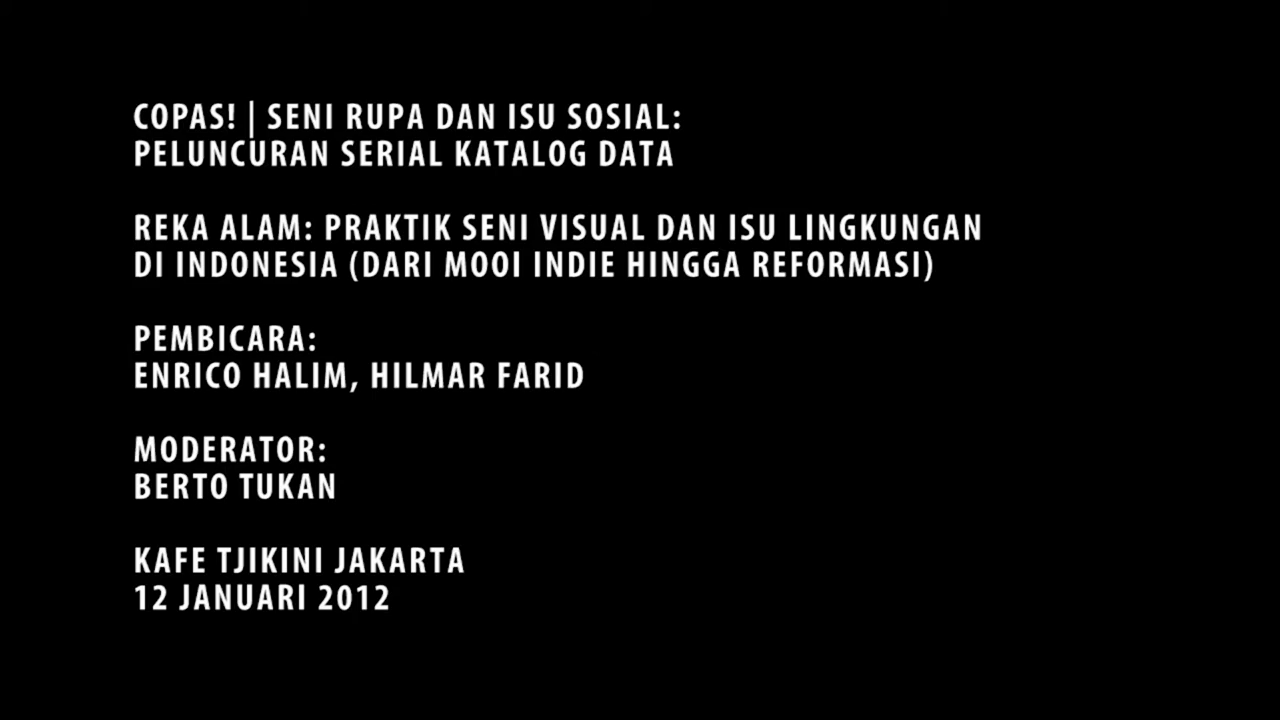 COPAS! | SENI RUPA DAN ISU SOSIAL:
PELUNCURAN SERIAL KATALOG DATA
REKA ALAM: PRAKTIK SENI VISUAL DAN ISU LINGKUNGAN
DI INDONESIA (DARI MOOI INDIE HINGGA REFORMASI)
PEMBICARA:
ENRICO HALIM, HILMAR FARID
MODERATOR:
BERTO TUKAN
KAFE TJIKINI JAKARTA
12 JANUARI 2012